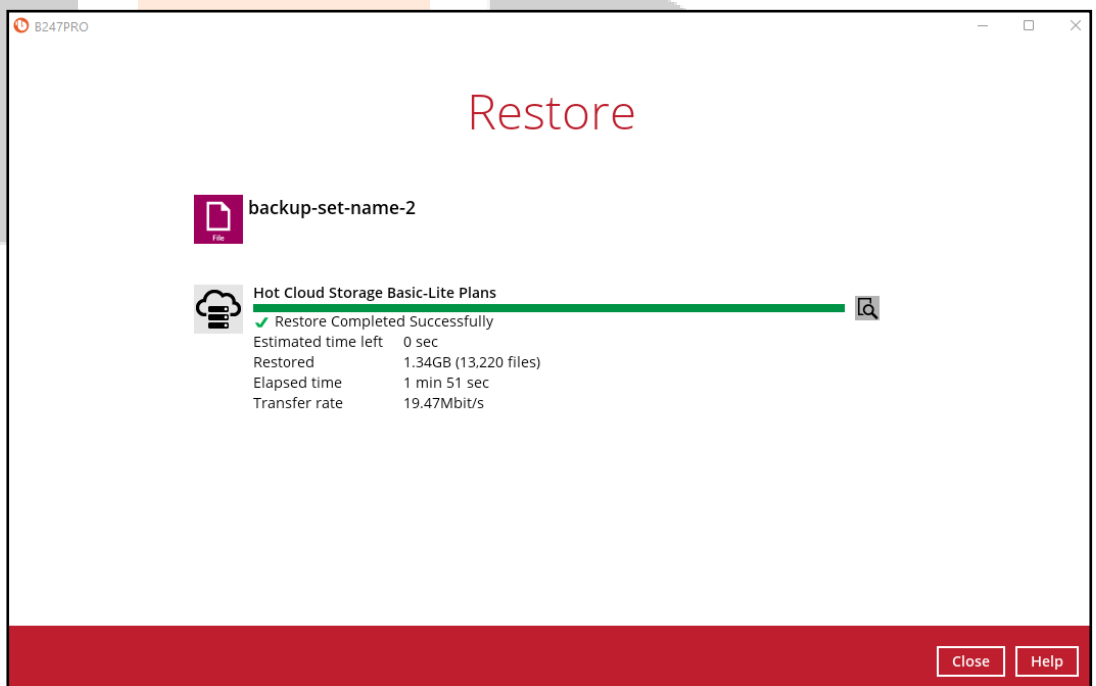 B247PRO
Restore
backup-set-name-2
File
Hot Cloud Storage Basic-Lite Plans
Restore Completed Successfully
Estimated time left 0 sec
Restored 1.34GB (13,220 files)
Elapsed time 1 min 51 sec
Transfer rate 19.47Mbit/s
Close Help